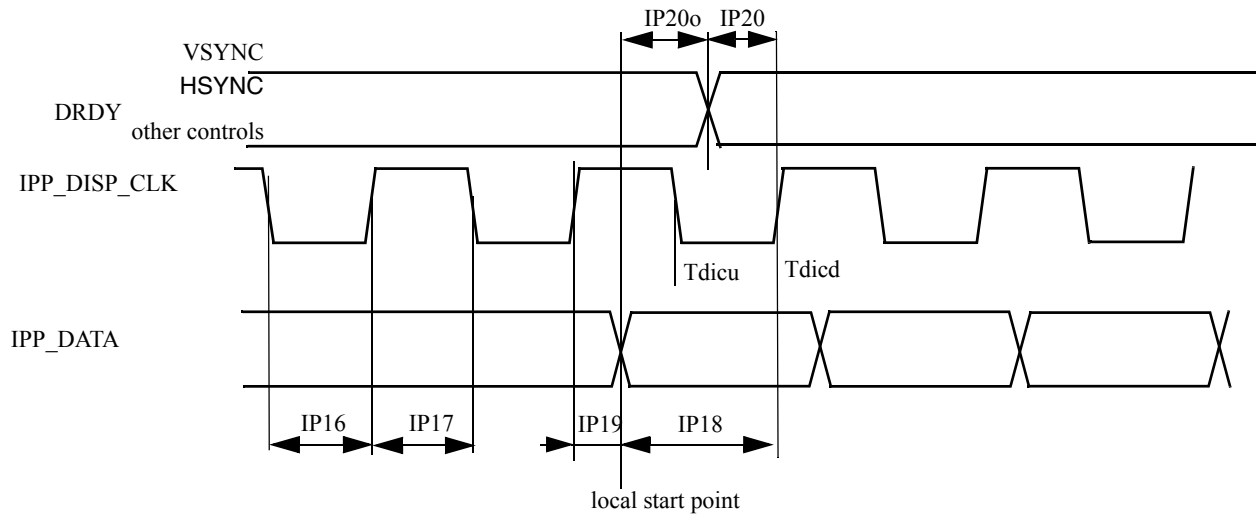 IP20o IP20
VSYNC
HSYNC
DRDY
other controls
IPP_DISP_CLK
Tdicu Tdicd
IPP_DATA
IP16 IP17 IP19 IP18
local start point